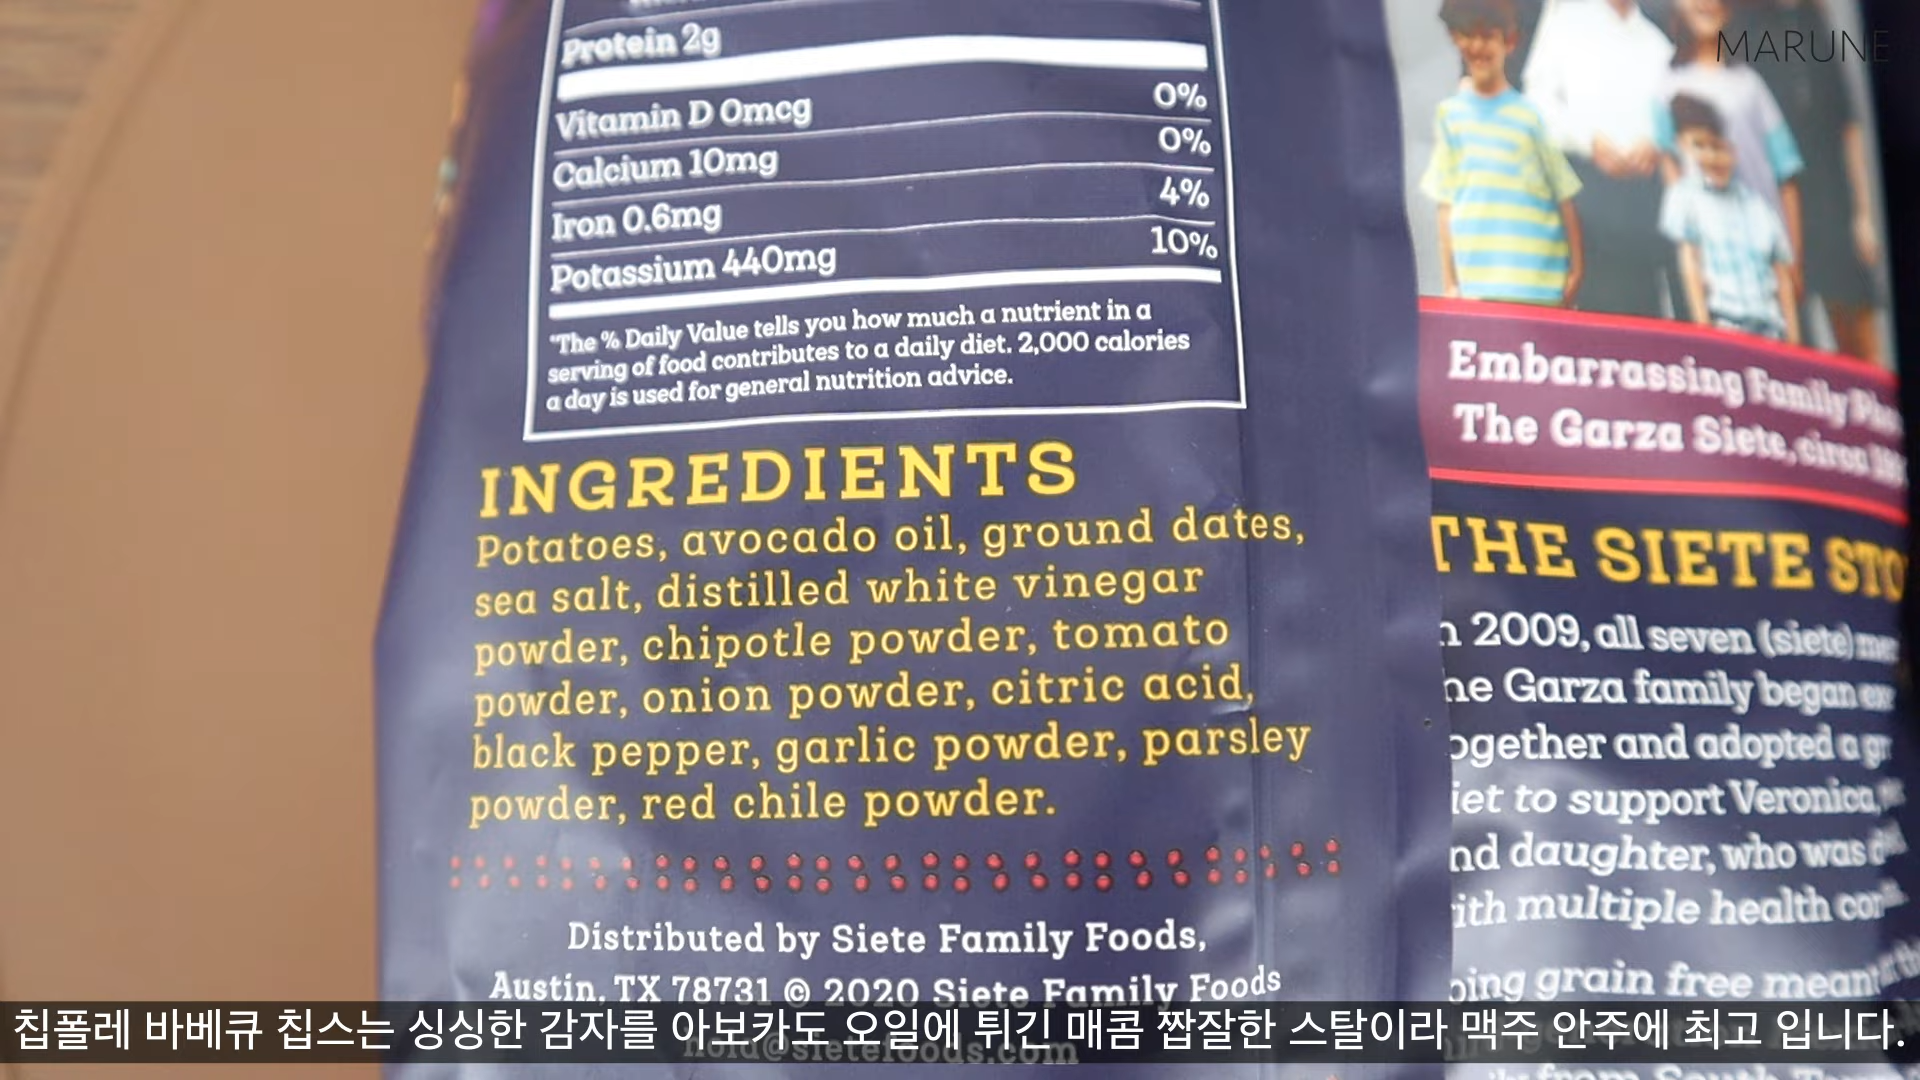 MARUNE
Protein 2g
Vitamin D 0mcg 0%
Calcium 10mg 0%
Iron 0.6mg 4%
Potassium 440mg 10%
*The % Daily Value tells you how much a nutrient in a
serving of food contributes to a daily diet. 2,000 calories
a day is used for general nutrition advice.
INGREDIENTS
Potatoes, avocado oil, ground dates,
sea salt, distilled white vinegar
powder, chipotle powder, tomato
powder, onion powder, citric acid,
black pepper, garlic powder, parsley
powder, red chile powder.
Distributed by Siete Family Foods,
Austin, TX 78731 © 2020 Siete Family Foods
hola@sietefoods.com
Embarrassing Family
The Garza Siete, circa
THE SIETE
2009, all seven (siete)
Garza family began
and adopted a
to support Veronica,
daughter, who was
multiple health
grain free meant
from South
칩폴레 바베큐 칩스는 싱싱한 감자를 아보카도 오일에 튀긴 매콤 짭잘한 스탈이라 맥주 안주에 최고 입니다.